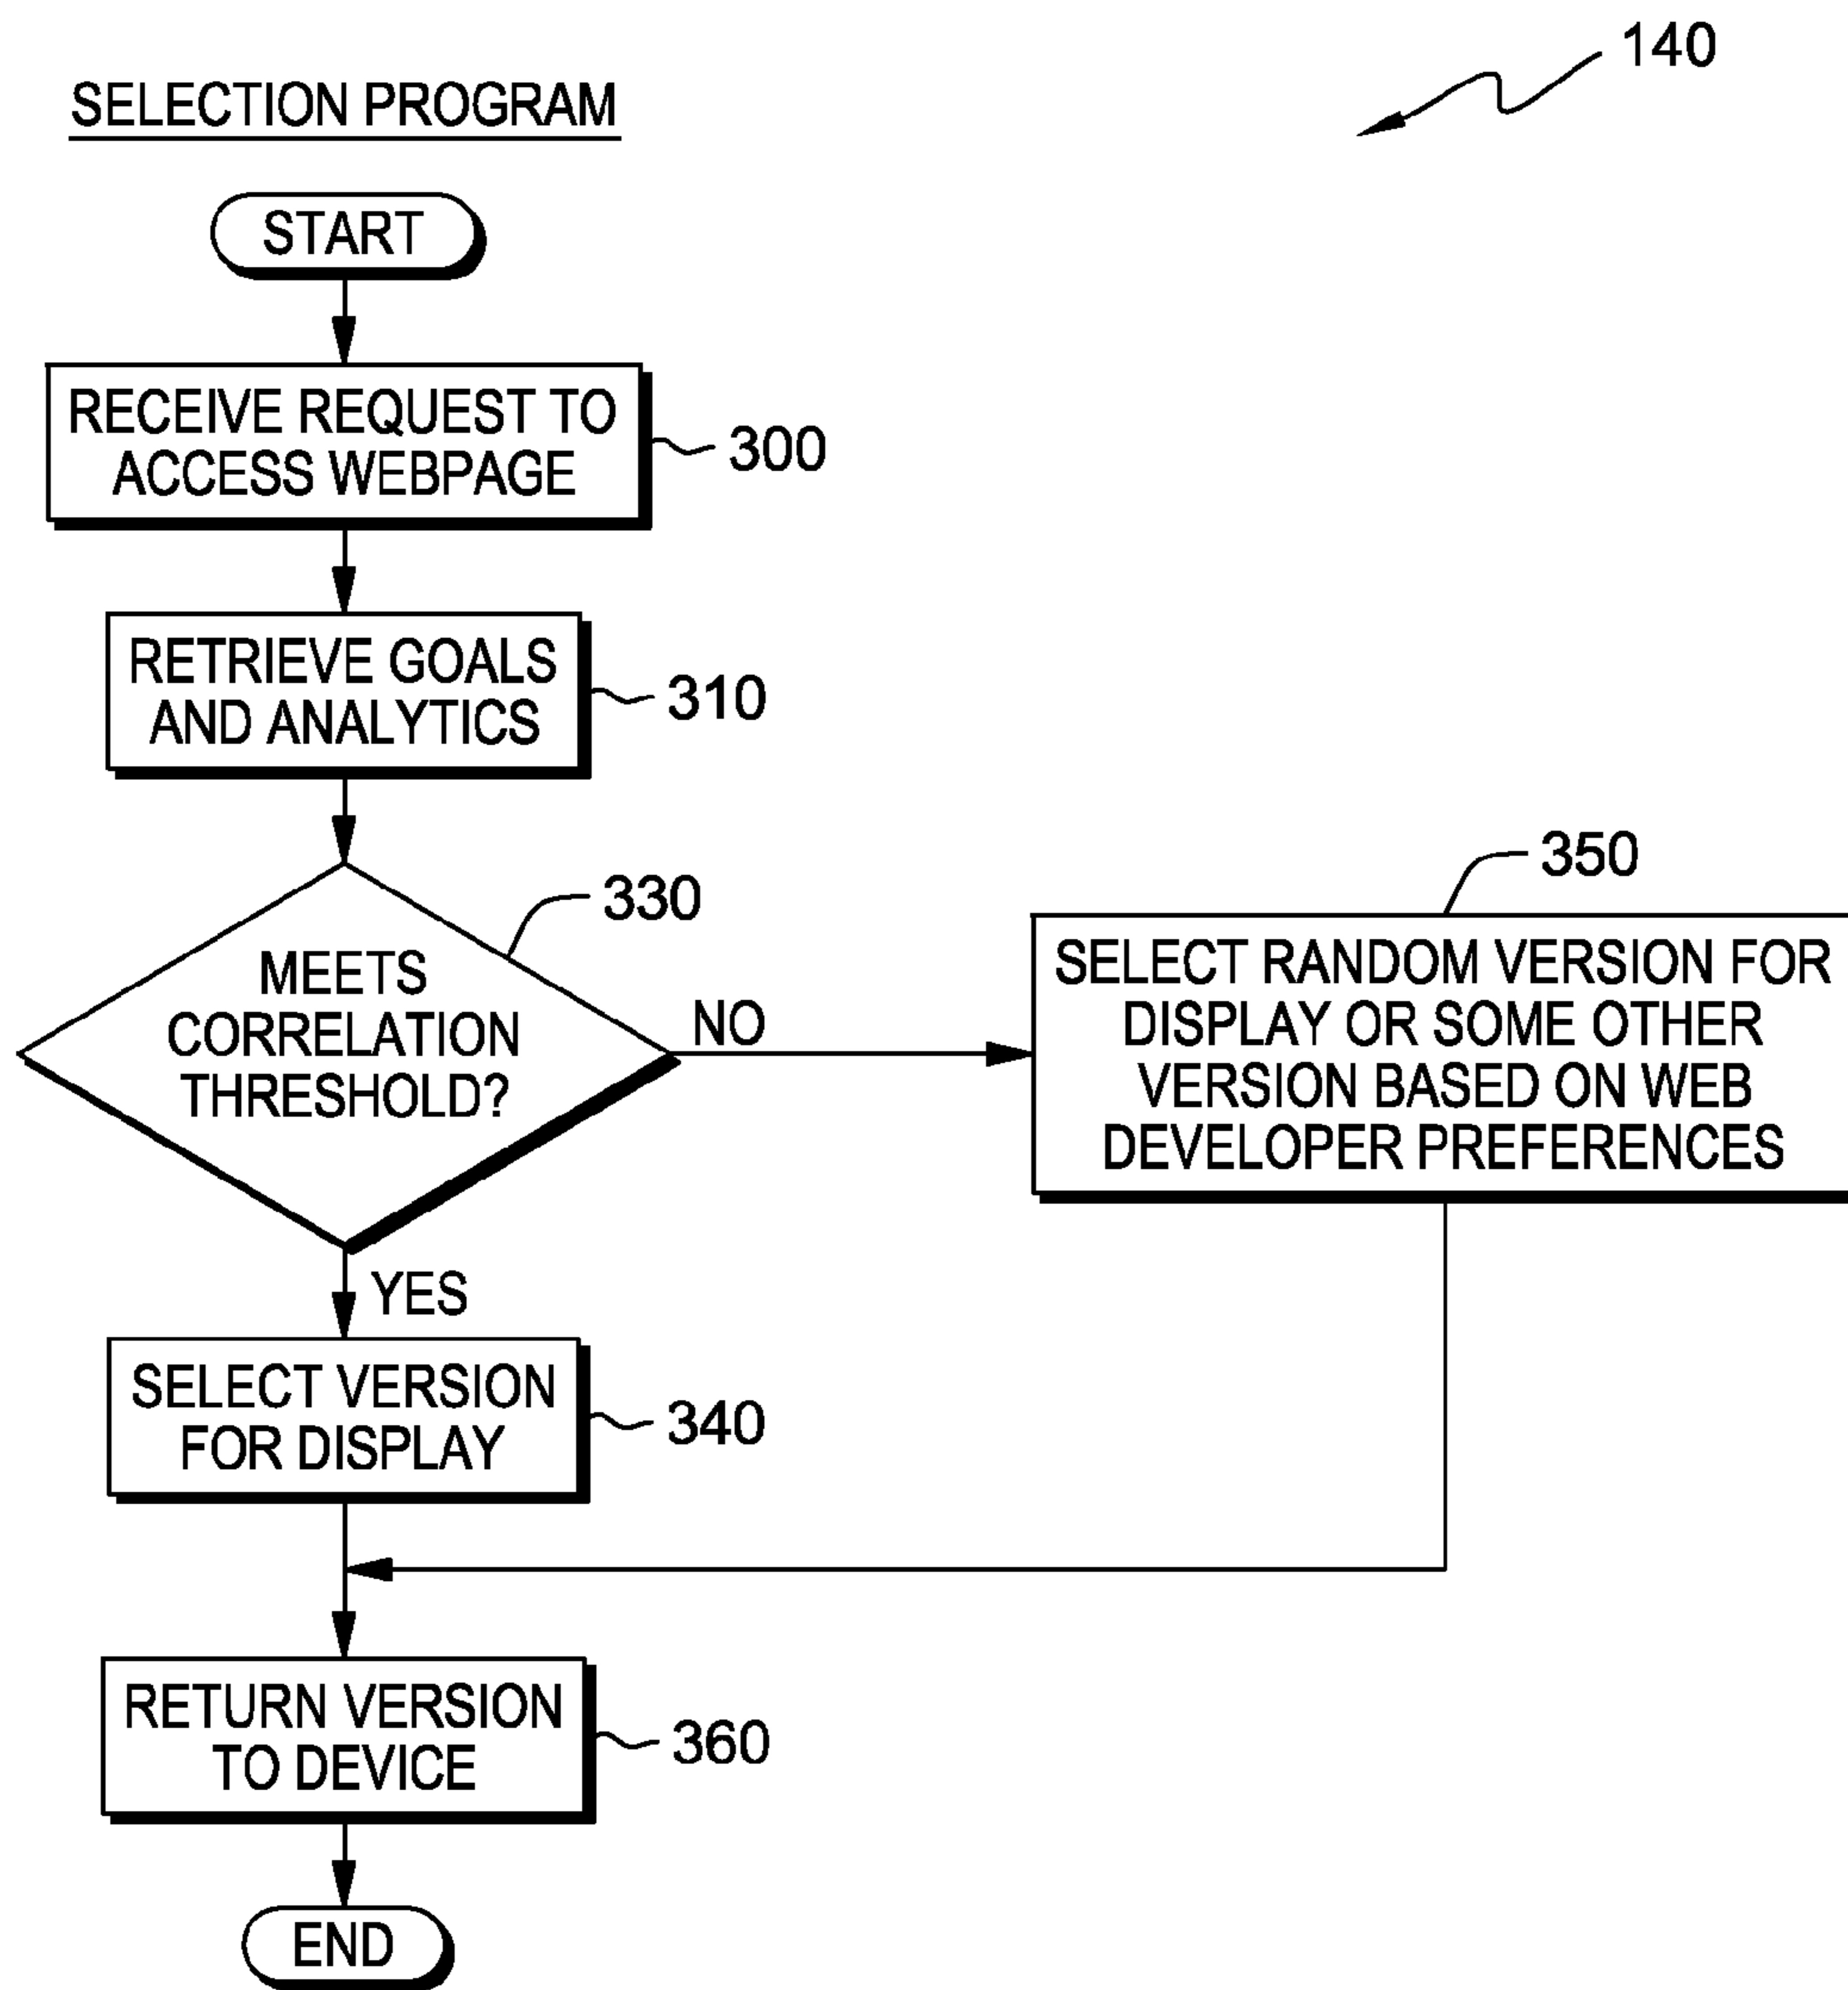 140
SELECTION PROGRAM
START
RECEIVE REQUEST TO
ACCESS WEBPAGE
300
RETRIEVE GOALS
AND ANALYTICS
310
330
MEETS
CORRELATION
THRESHOLD?
NO
350
SELECT RANDOM VERSION FOR
DISPLAY OR SOME OTHER
VERSION BASED ON WEB
DEVELOPER PREFERENCES
YES
SELECT VERSION
FOR DISPLAY
340
RETURN VERSION
TO DEVICE
360
END